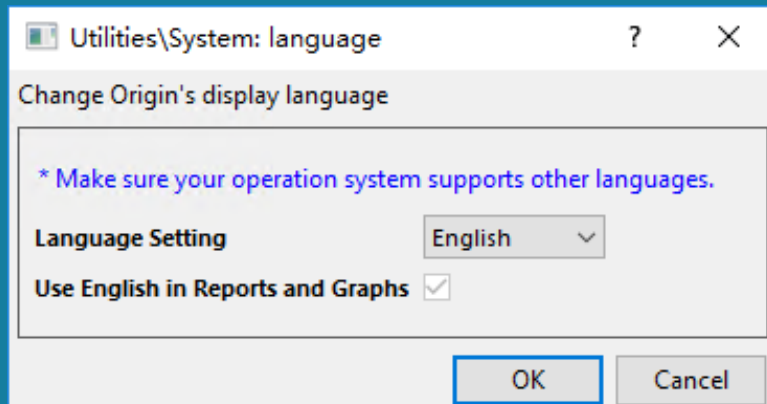 Utilities\System: language ? ×
Change Origin's display language
* Make sure your operation system supports other languages.
Language Setting English
Use English in Reports and Graphs
OK Cancel